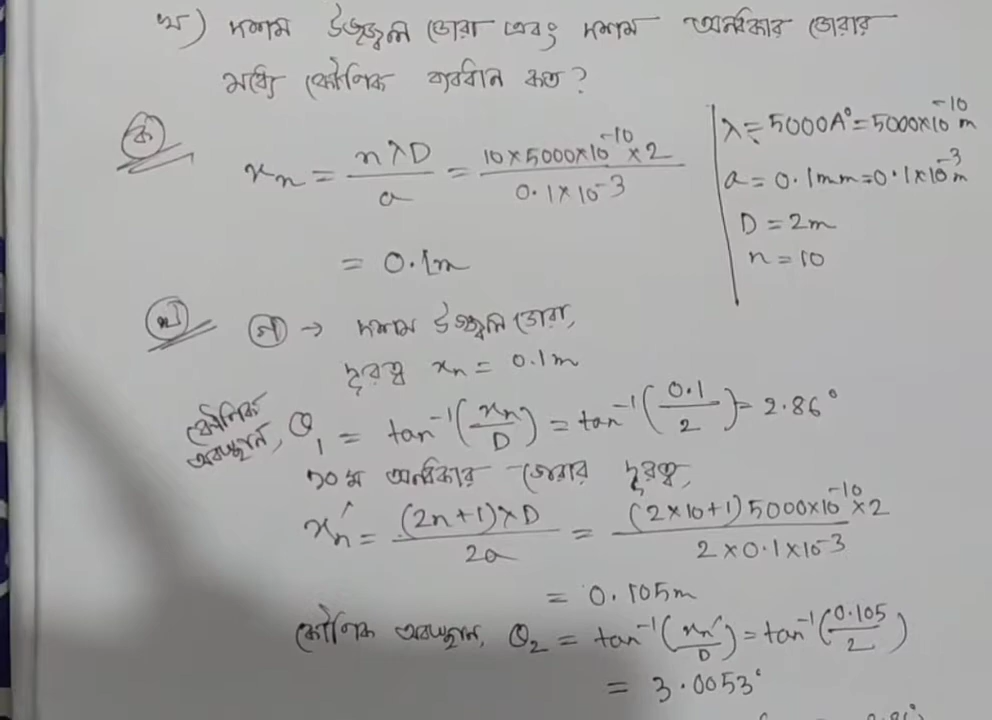 খ) দশম উজ্জ্বল ডোরা এবং দশম অন্ধকার ডোরার
মধ্যে কৌণিক ব্যবধান কত?
ক
xₙ = nλD/a = 10×5000×10⁻¹⁰×2/0.1×10⁻³
= 0.1m
λ = 5000A° = 5000×10⁻¹⁰ m
a = 0.1mm = 0.1×10⁻³ m
D = 2m
n = 10
খ → দশম উজ্জ্বল ডোরা,
দূরত্ব xₙ = 0.1m
কৌণিক অবস্থান, θ₁ = tan⁻¹(xₙ/D) = tan⁻¹(0.1/2) = 2.86°
১০ম অন্ধকার ডোরার দূরত্ব,
xₙ′ = (2n+1)λD/2a = (2×10+1)5000×10⁻¹⁰×2/2×0.1×10⁻³
= 0.105m
কৌণিক অবস্থান, θ₂ = tan⁻¹(xₙ′/D) = tan⁻¹(0.105/2)
= 3.0053°